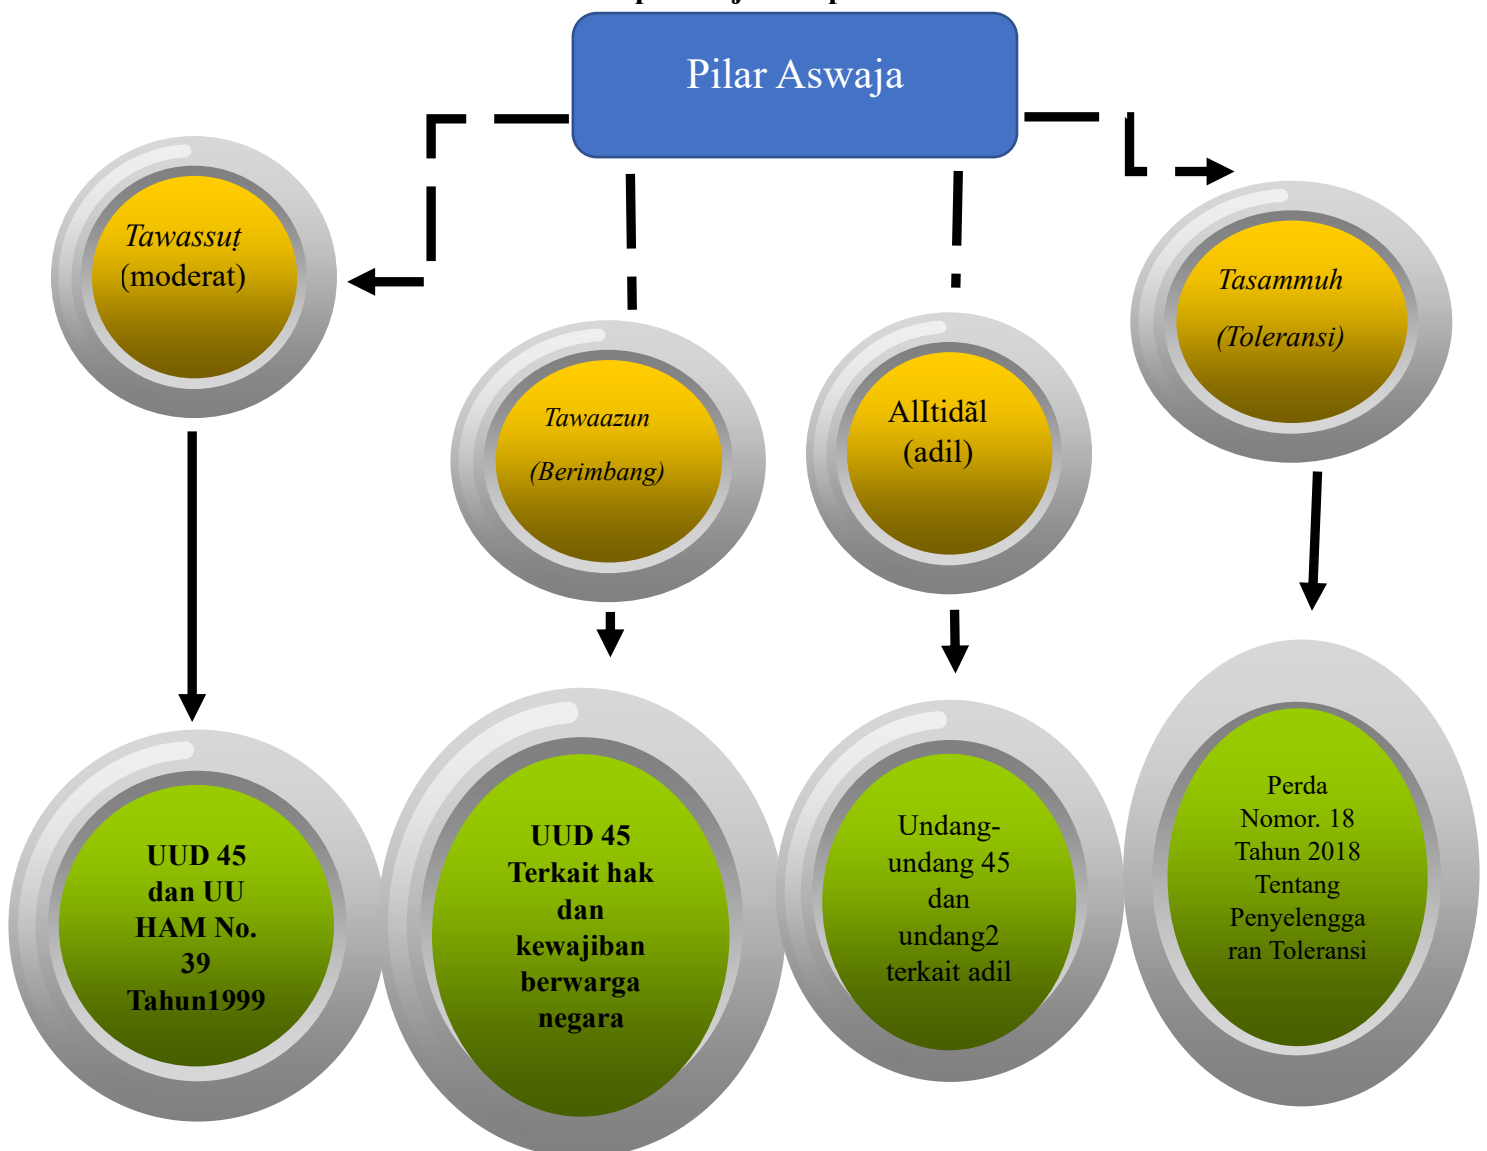 Pilar Aswaja
Tawassuṭ
(moderat)
Tasammuh
(Toleransi)
Tawaazun
(Berimbang)
AlItidãl
(adil)
UUD 45
dan UU
HAM No.
39
Tahun1999
UUD 45
Terkait hak
dan
kewajiban
berwarga
negara
Undang-
undang 45
dan
undang2
terkait adil
Perda
Nomor. 18
Tahun 2018
Tentang
Penyelengga
ran Toleransi